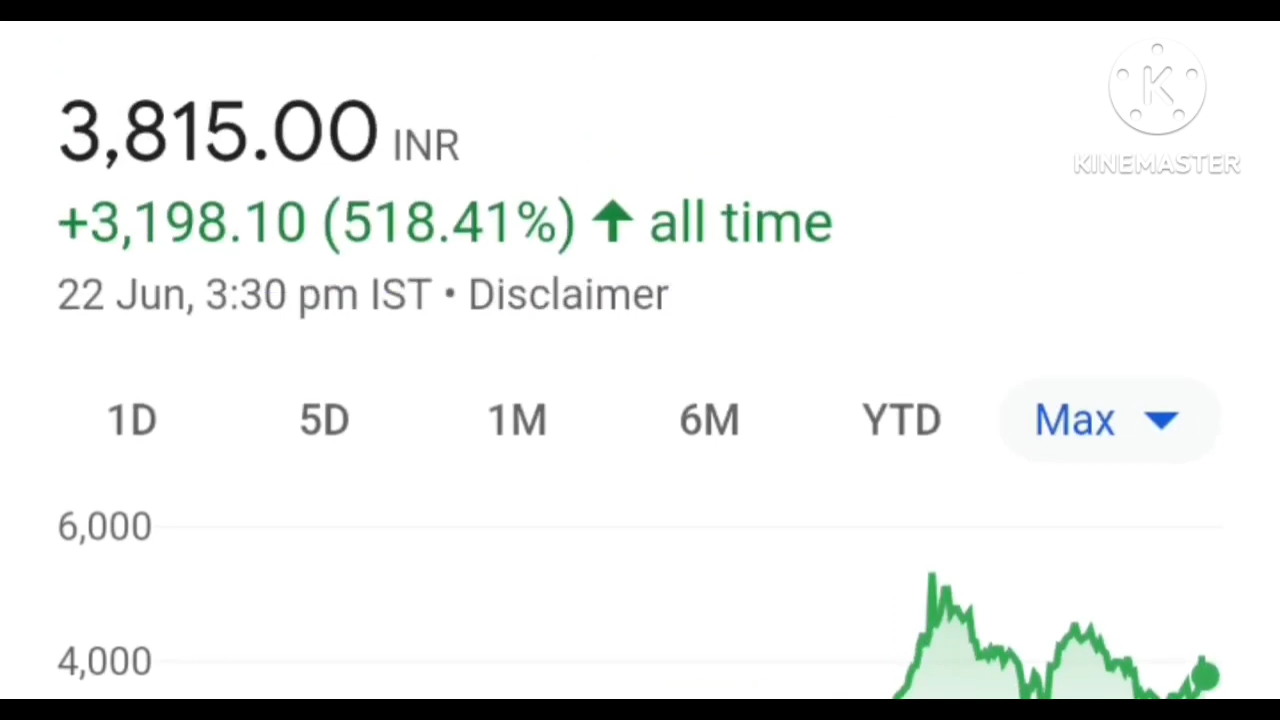 3,815.00 INR
K
KINEMASTER
+3,198.10 (518.41%) ↑ all time
22 Jun, 3:30 pm IST • Disclaimer
1D 5D 1M 6M YTD Max
6,000
4,000